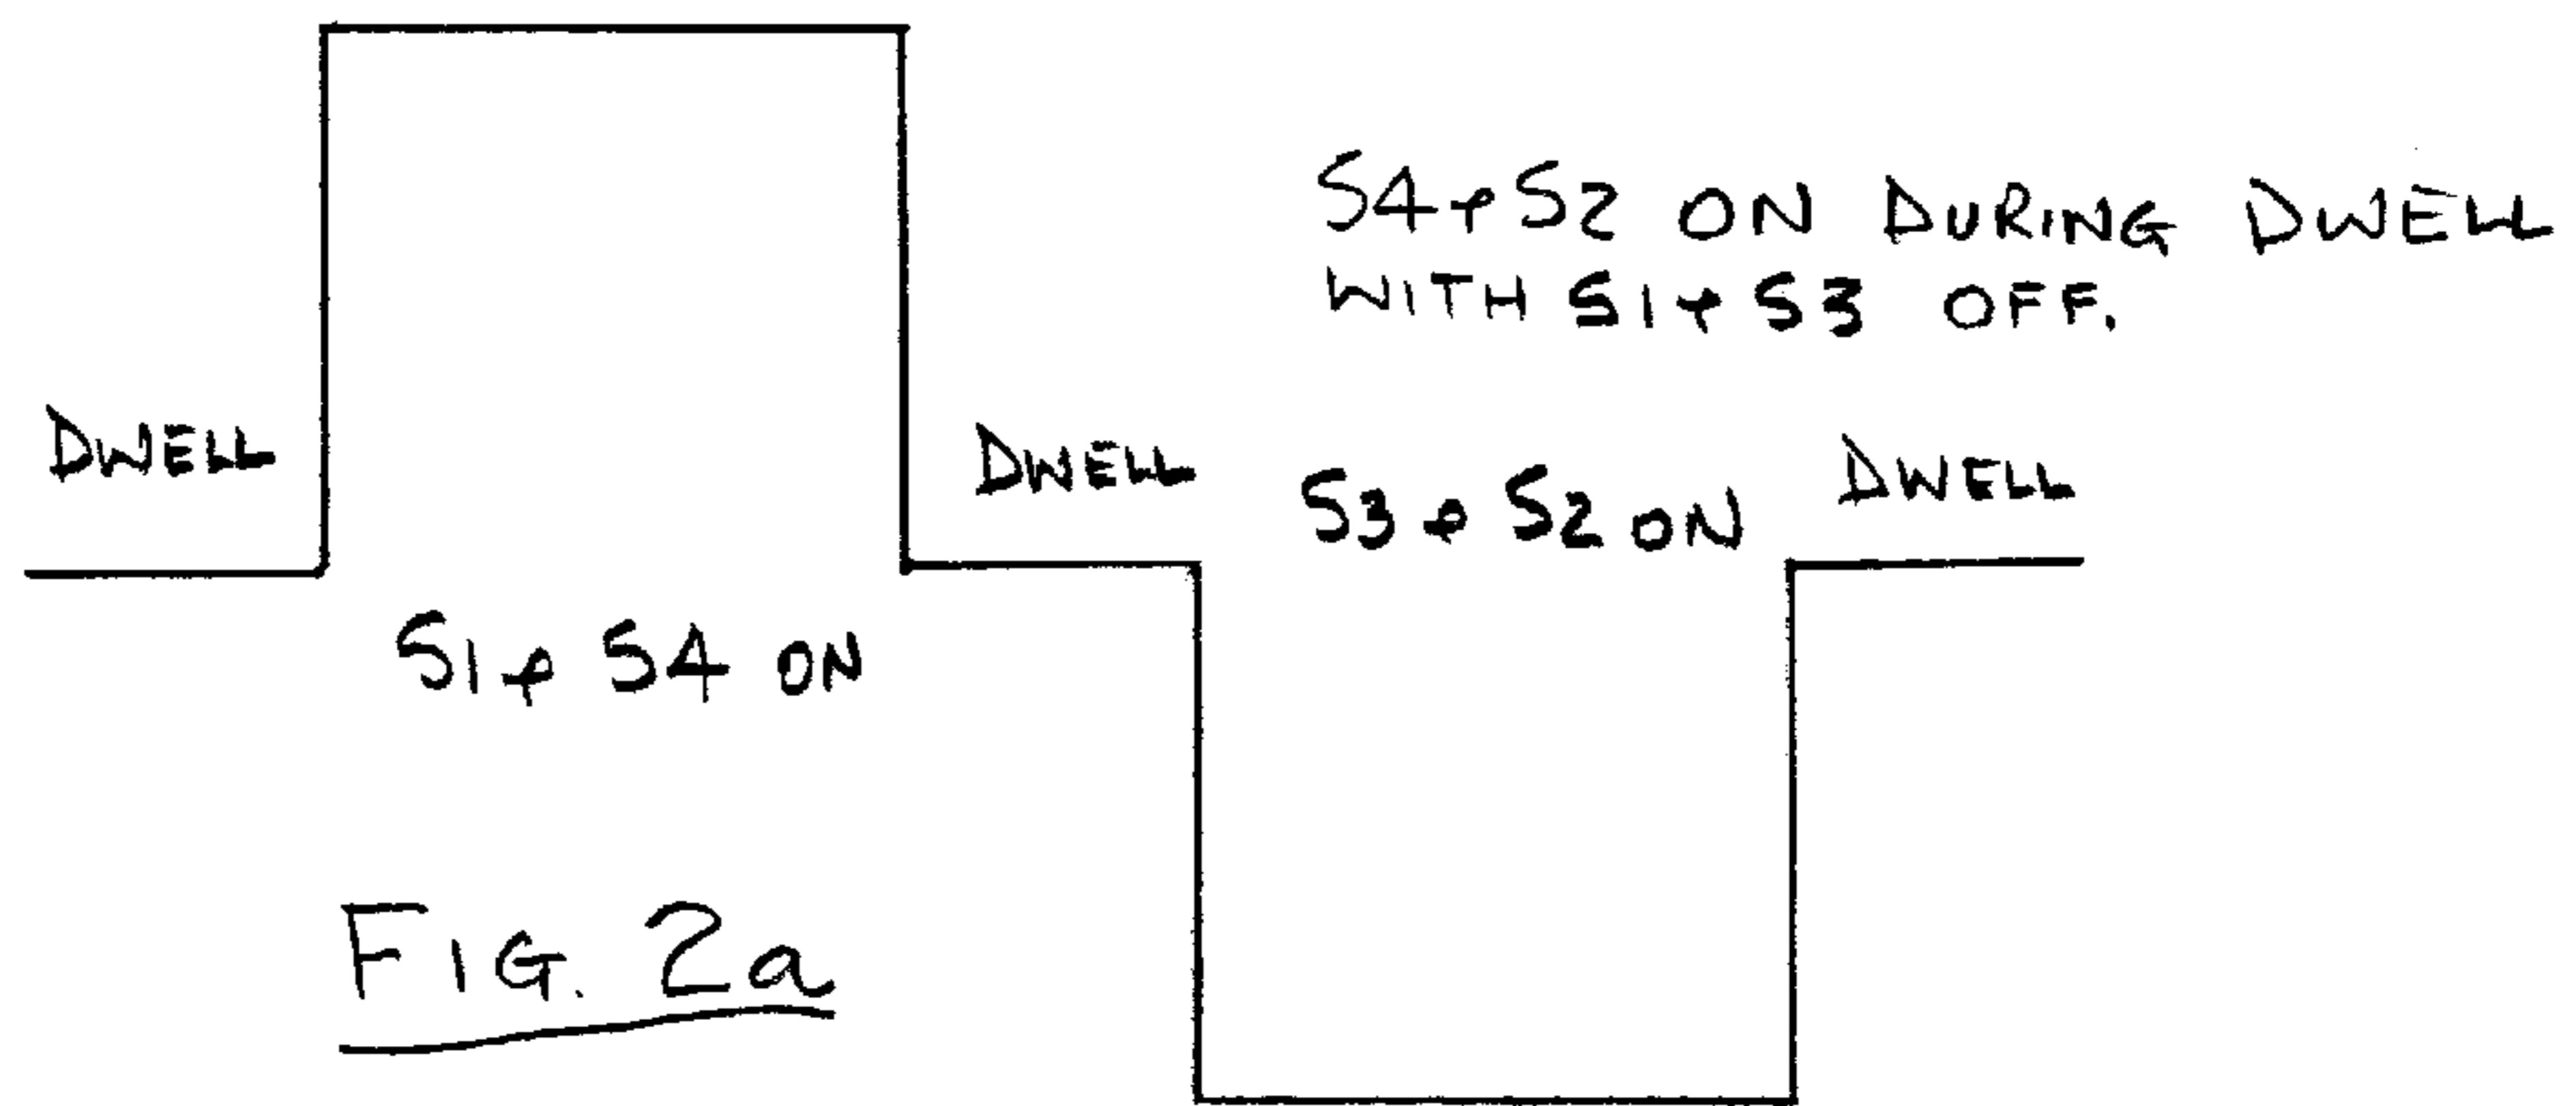 S4 & S2 ON DURING DWELL
WITH S1 & S3 OFF.
DWELL
DWELL
S3 & S2 ON
DWELL
S1 & S4 ON
FIG. 2a